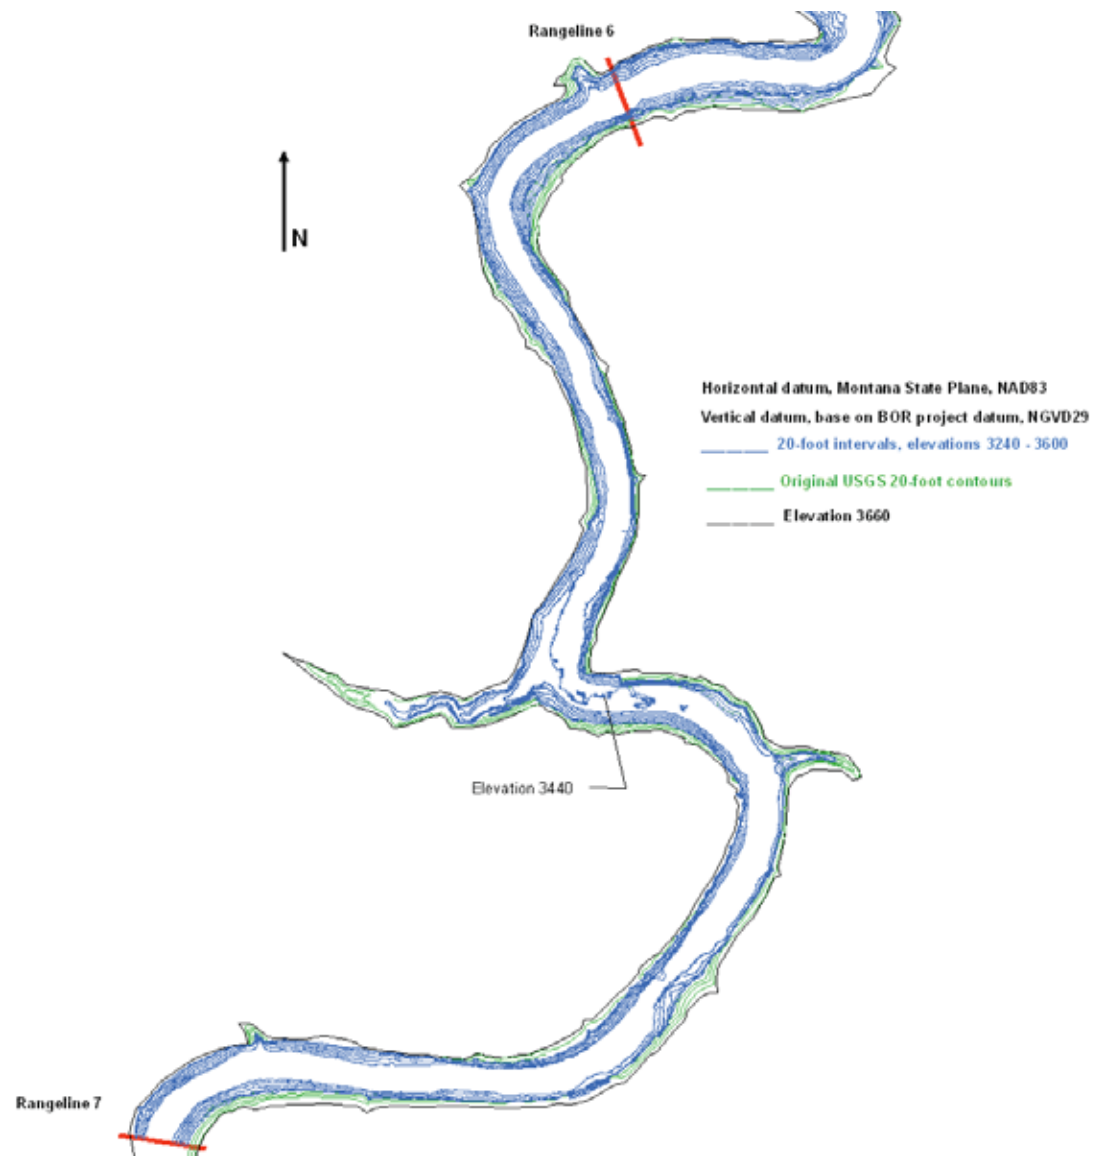 Rangeline 6
N
Horizontal datum, Montana State Plane, NAD83
Vertical datum, base on BOR project datum, NGVD29
20-foot intervals, elevations 3240 - 3600
Original USGS 20-foot contours
Elevation 3660
Elevation 3440
Rangeline 7